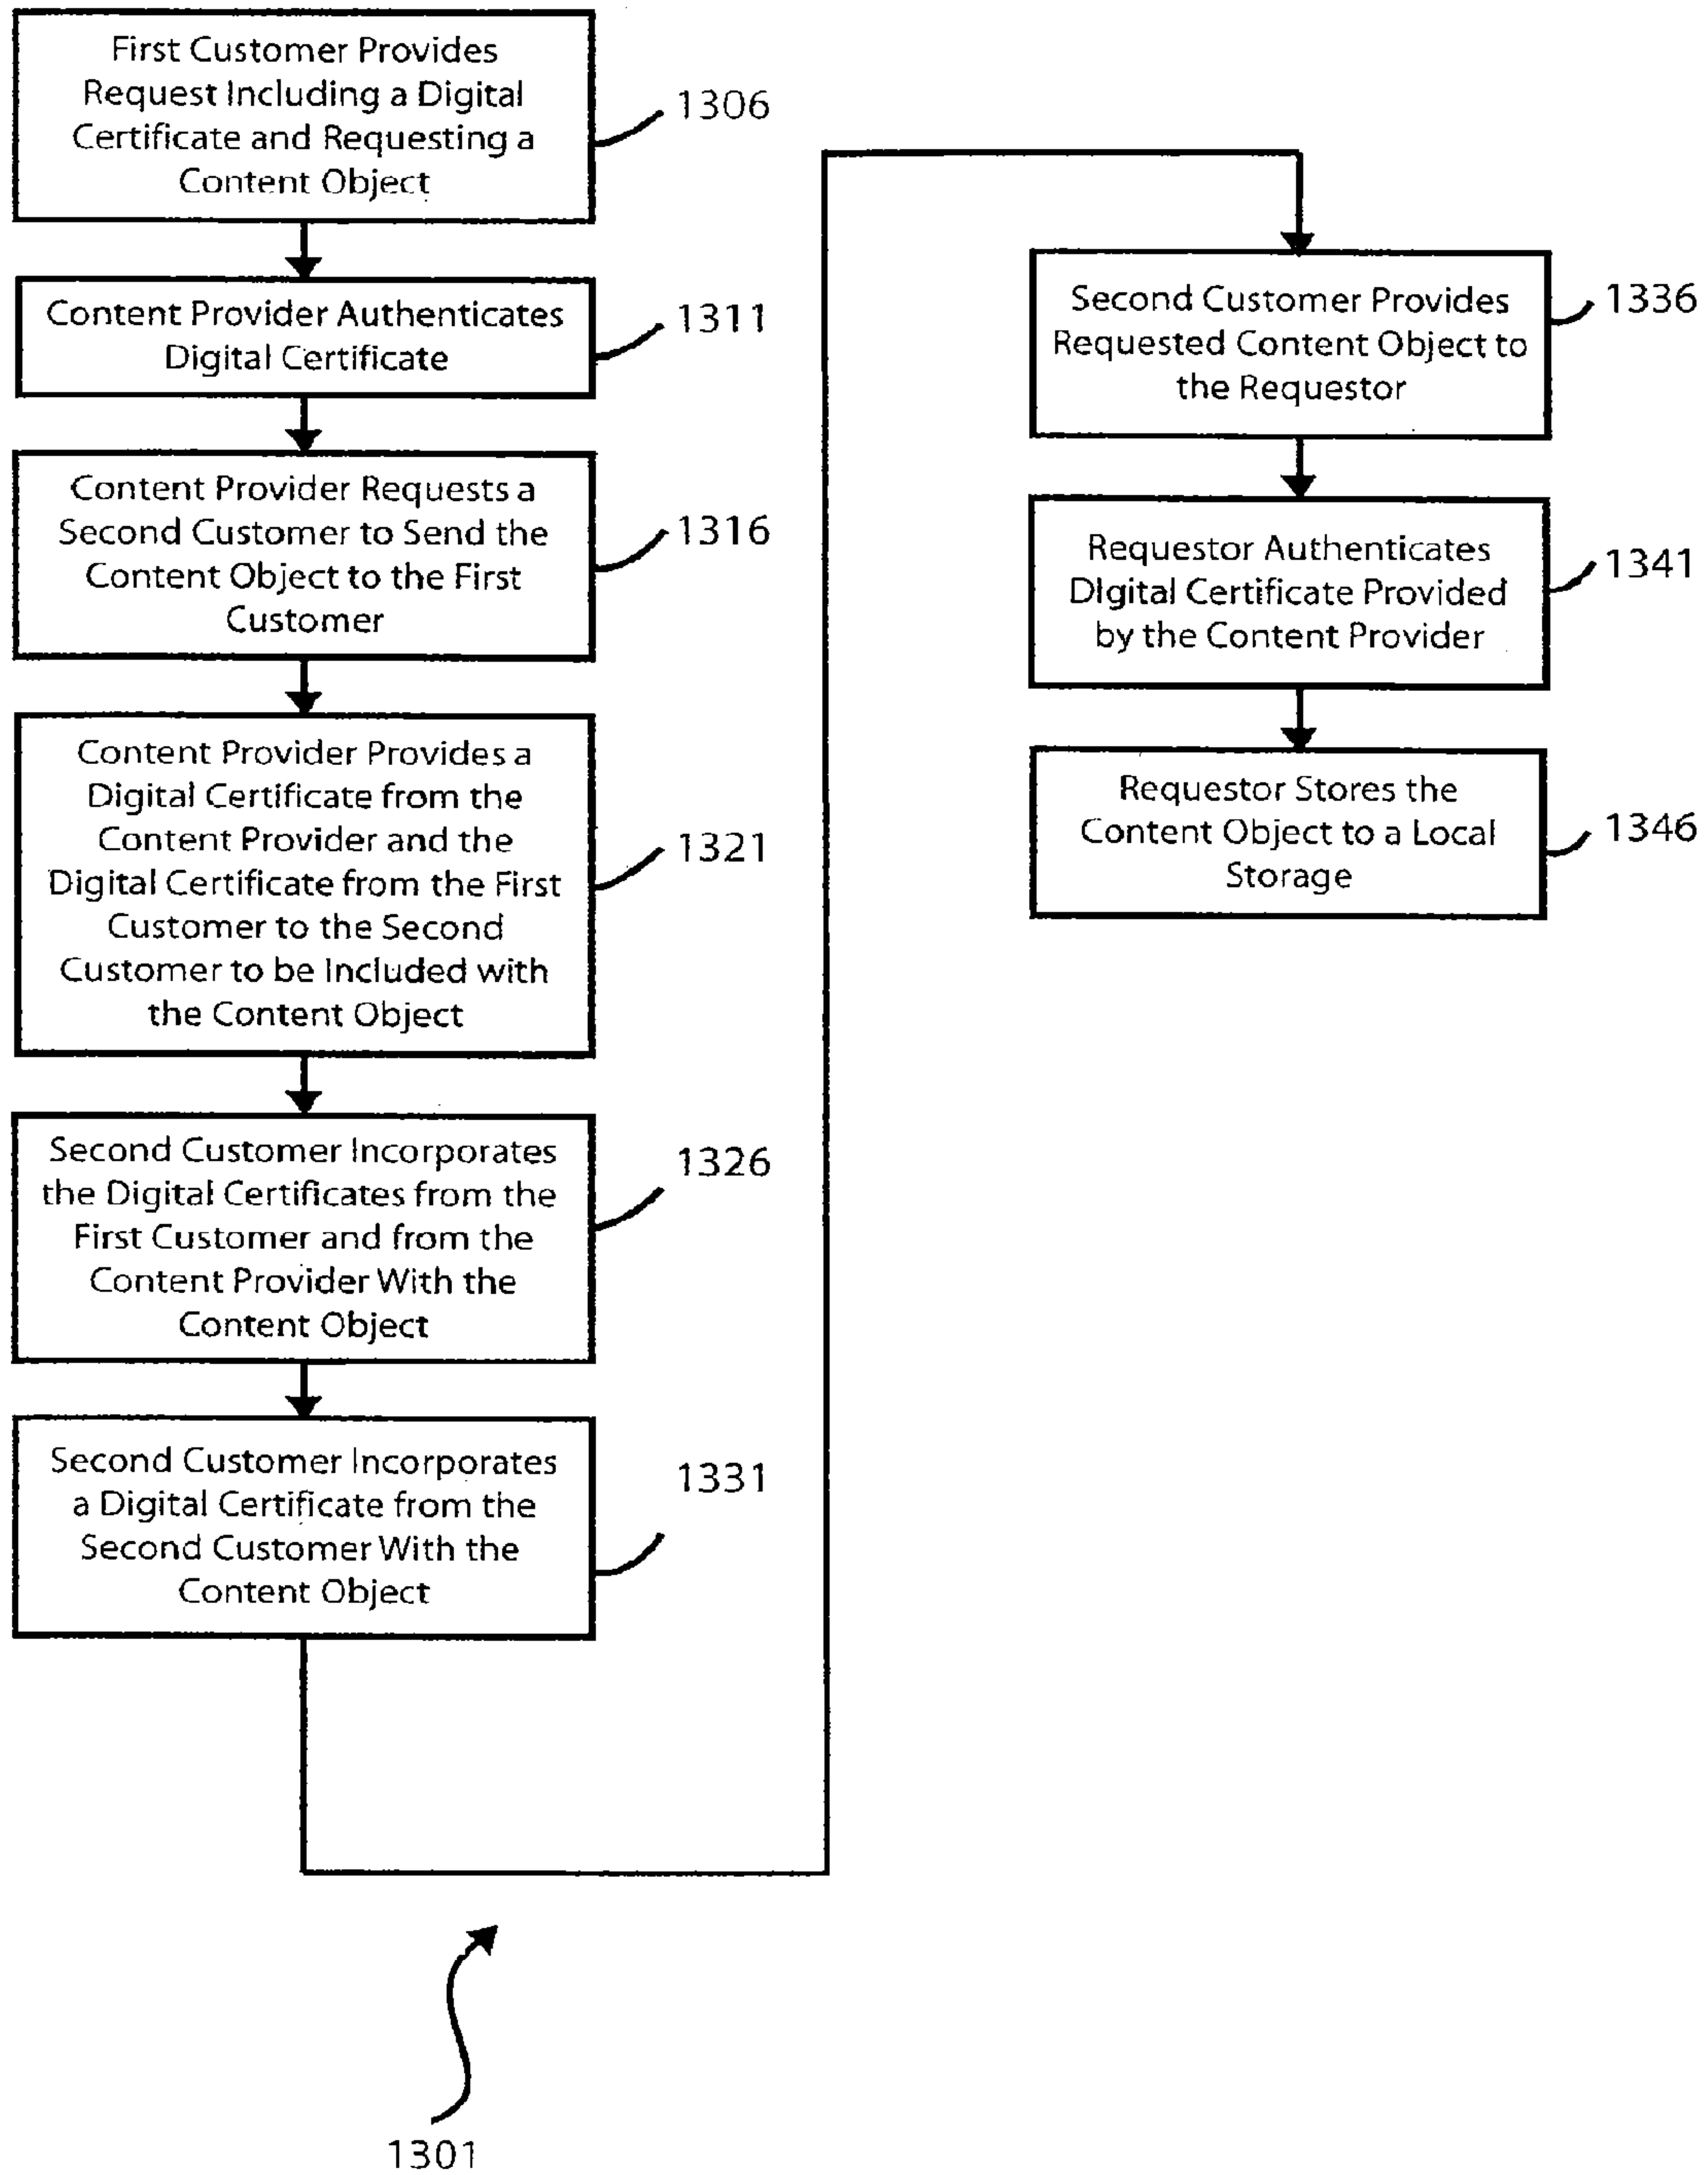 First Customer Provides
Request Including a Digital
Certificate and Requesting a
Content Object
1306
Content Provider Authenticates
Digital Certificate
1311
Content Provider Requests a
Second Customer to Send the
Content Object to the First
Customer
1316
Content Provider Provides a
Digital Certificate from the
Content Provider and the
Digital Certificate from the First
Customer to the Second
Customer to be Included with
the Content Object
1321
Second Customer Incorporates
the Digital Certificates from the
First Customer and from the
Content Provider With the
Content Object
1326
Second Customer Incorporates
a Digital Certificate from the
Second Customer With the
Content Object
1331
Second Customer Provides
Requested Content Object to
the Requestor
1336
Requestor Authenticates
DIgital Certificate Provided
by the Content Provider
1341
Requestor Stores the
Content Object to a Local
Storage
1346
1301